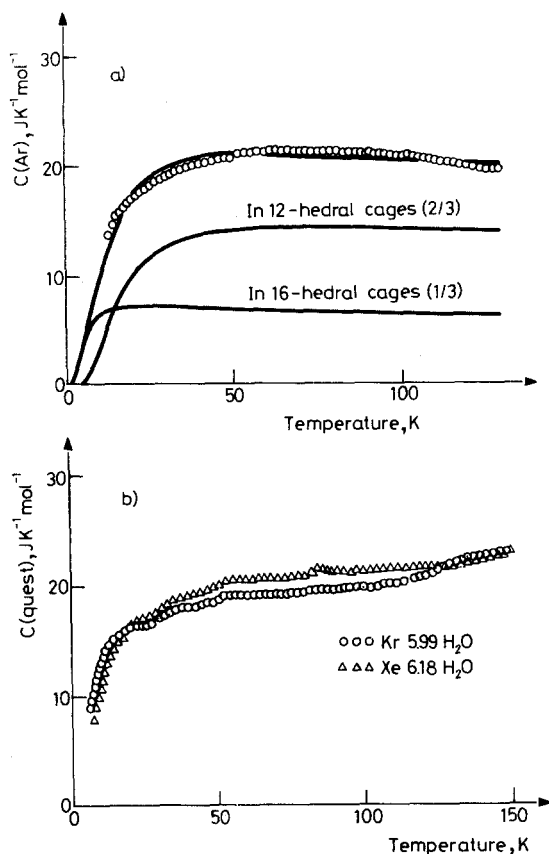 a)
C(Ar), JK⁻¹mol⁻¹
30
20
10
0
In 12-hedral cages (2/3)
In 16-hedral cages (1/3)
0
50
100
Temperature, K
b)
C(quest), JK⁻¹mol⁻¹
30
20
10
0
○○○ Kr 5.99 H₂O
△△△ Xe 6.18 H₂O
0
50
100
150
Temperature, K